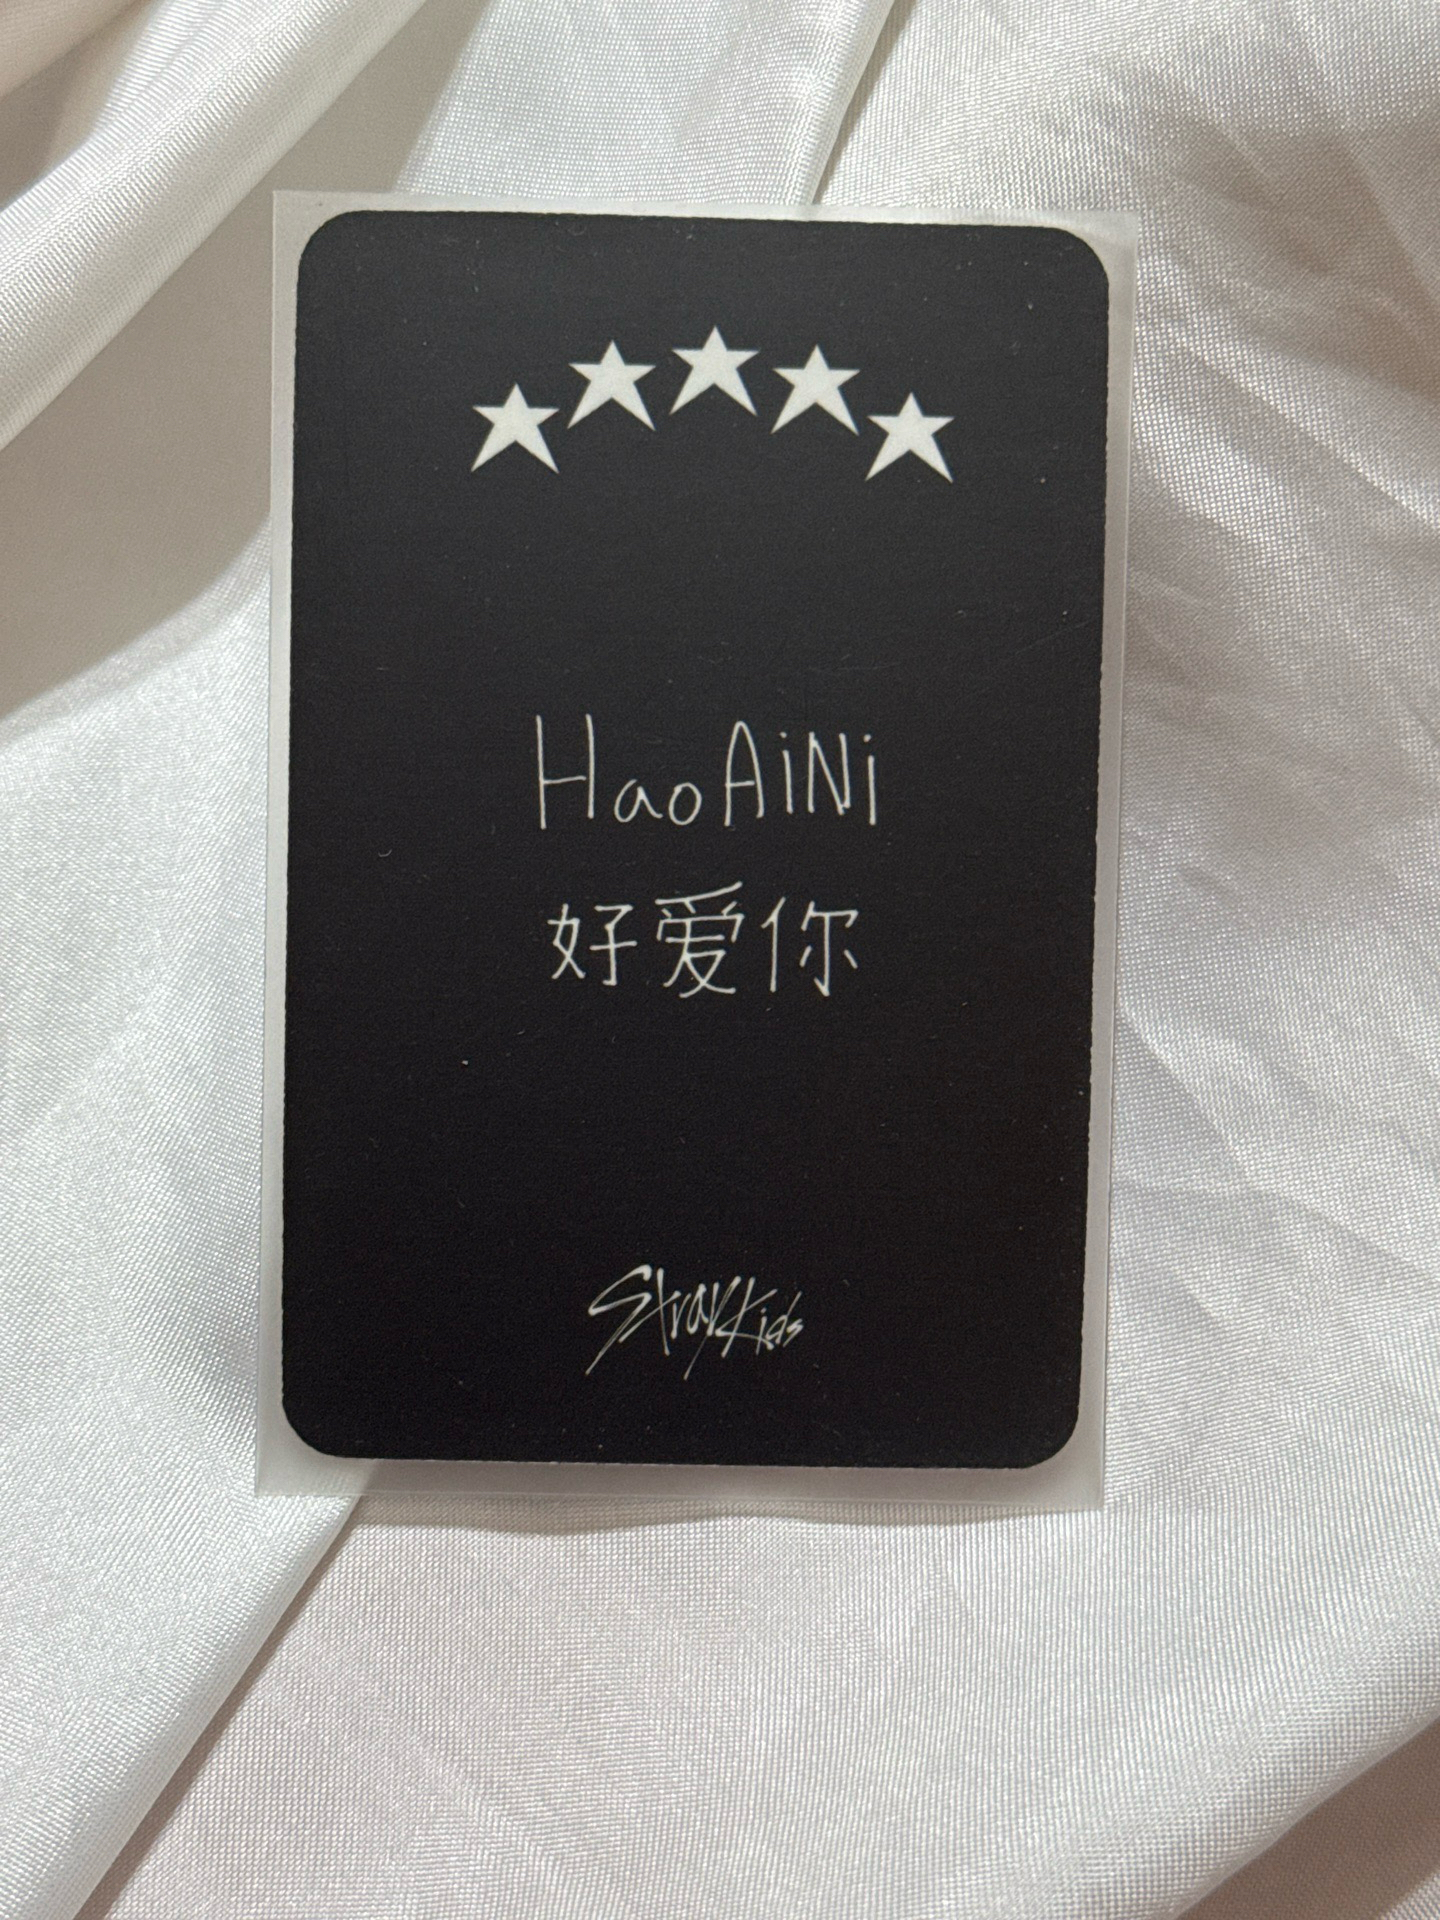 HaoAiNi
好爱你
Stray Kids